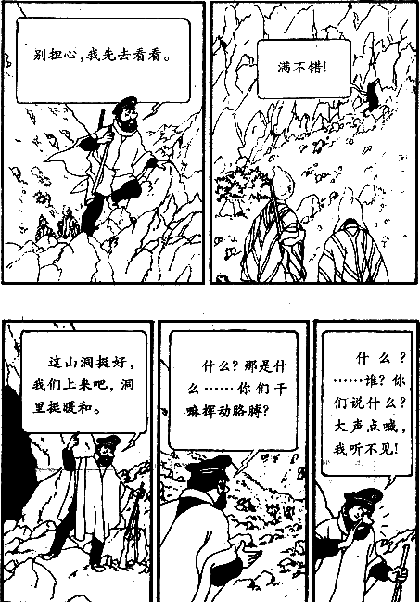 别担心,我先去看看。
满不错!
这山洞挺好,
我们上来吧,洞
里挺暖和。
什么?那是什
么……你们干
嘛挥动胳膊?
什么?
……谁?你
们说什么?
大声点喊,
我听不见!